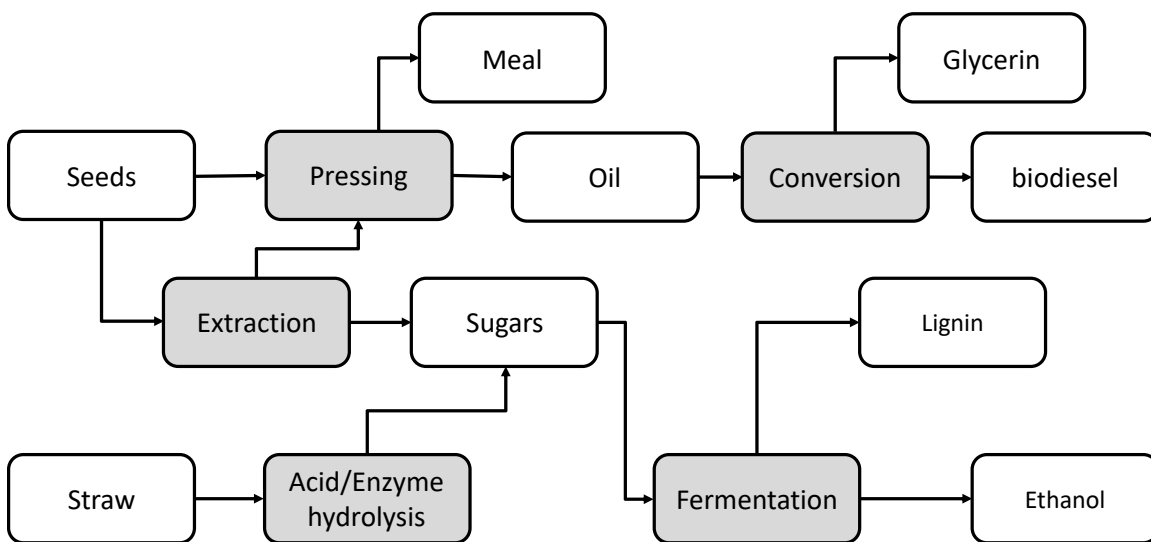 Meal
Glycerin
Seeds
Pressing
Oil
Conversion
biodiesel
Extraction
Sugars
Lignin
Straw
Acid/Enzyme
hydrolysis
Fermentation
Ethanol